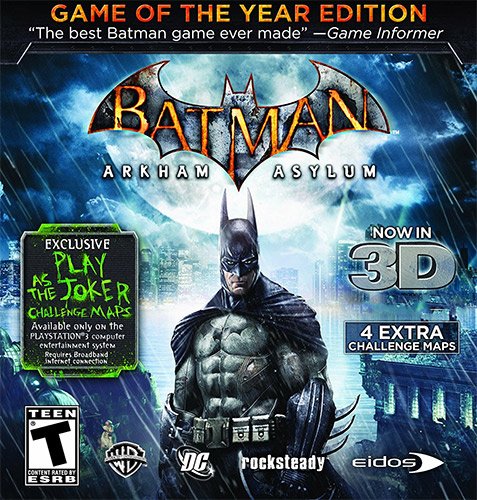 GAME OF THE YEAR EDITION
“The best Batman game ever made” —Game Informer
BATMAN™
ARKHAM ASYLUM
EXCLUSIVE
PLAY
AS
THE JOKER
CHALLENGE MAPS
Available only on the
PLAYSTATION®3 computer
entertainment system
Requires Broadband
Internet connection
NOW IN
3D
4 EXTRA
CHALLENGE MAPS
TEEN
T
CONTENT RATED BY
ESRB
WB
DC
rocksteady
eidos